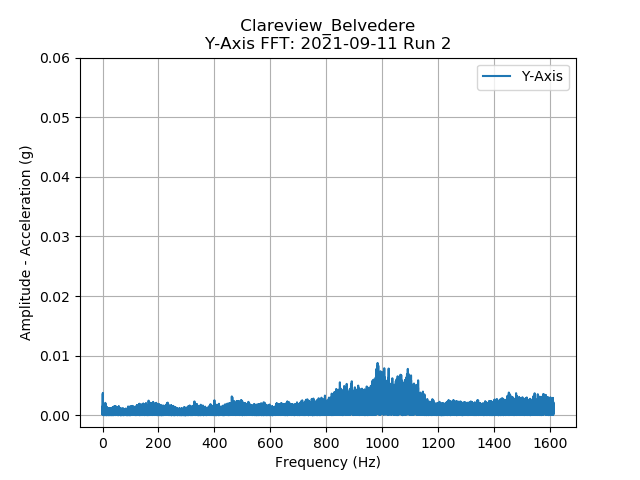 Clareview_Belvedere
Y-Axis FFT: 2021-09-11 Run 2
Y-Axis
0.06
0.05
0.04
0.03
0.02
0.01
0.00
Amplitude - Acceleration (g)
0 200 400 600 800 1000 1200 1400 1600
Frequency (Hz)